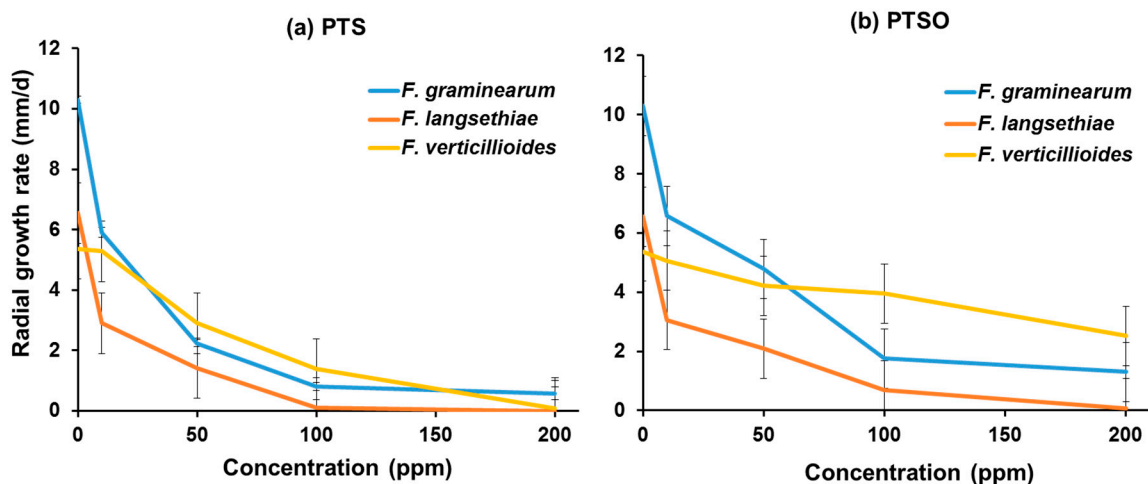 (a) PTS
12
10
8
6
4
2
0
Radial growth rate (mm/d)
F. graminearum
F. langsethiae
F. verticillioides
0 50 100 150 200
Concentration (ppm)
(b) PTSO
12
10
8
6
4
2
0
F. graminearum
F. langsethiae
F. verticillioides
0 50 100 150 200
Concentration (ppm)